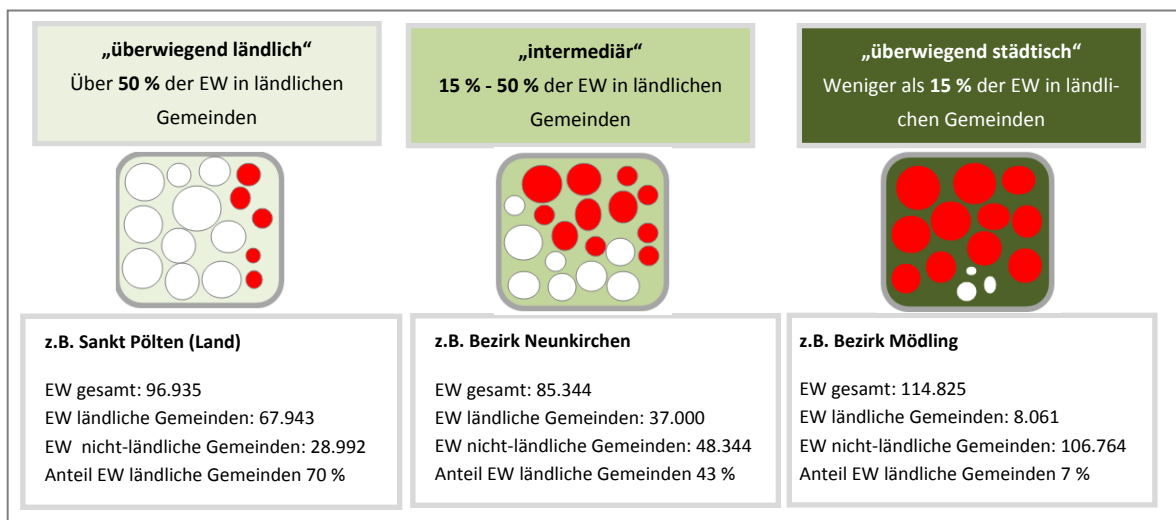 „überwiegend ländlich“
Über 50 % der EW in ländlichen
Gemeinden
„intermediär“
15 % - 50 % der EW in ländlichen
Gemeinden
„überwiegend städtisch“
Weniger als 15 % der EW in ländli-
chen Gemeinden
z.B. Sankt Pölten (Land)
EW gesamt: 96.935
EW ländliche Gemeinden: 67.943
EW  nicht-ländliche Gemeinden: 28.992
Anteil EW ländliche Gemeinden 70 %
z.B. Bezirk Neunkirchen
EW gesamt: 85.344
EW ländliche Gemeinden: 37.000
EW nicht-ländliche Gemeinden: 48.344
Anteil EW ländliche Gemeinden 43 %
z.B. Bezirk Mödling
EW gesamt: 114.825
EW ländliche Gemeinden: 8.061
EW nicht-ländliche Gemeinden: 106.764
Anteil EW ländliche Gemeinden 7 %